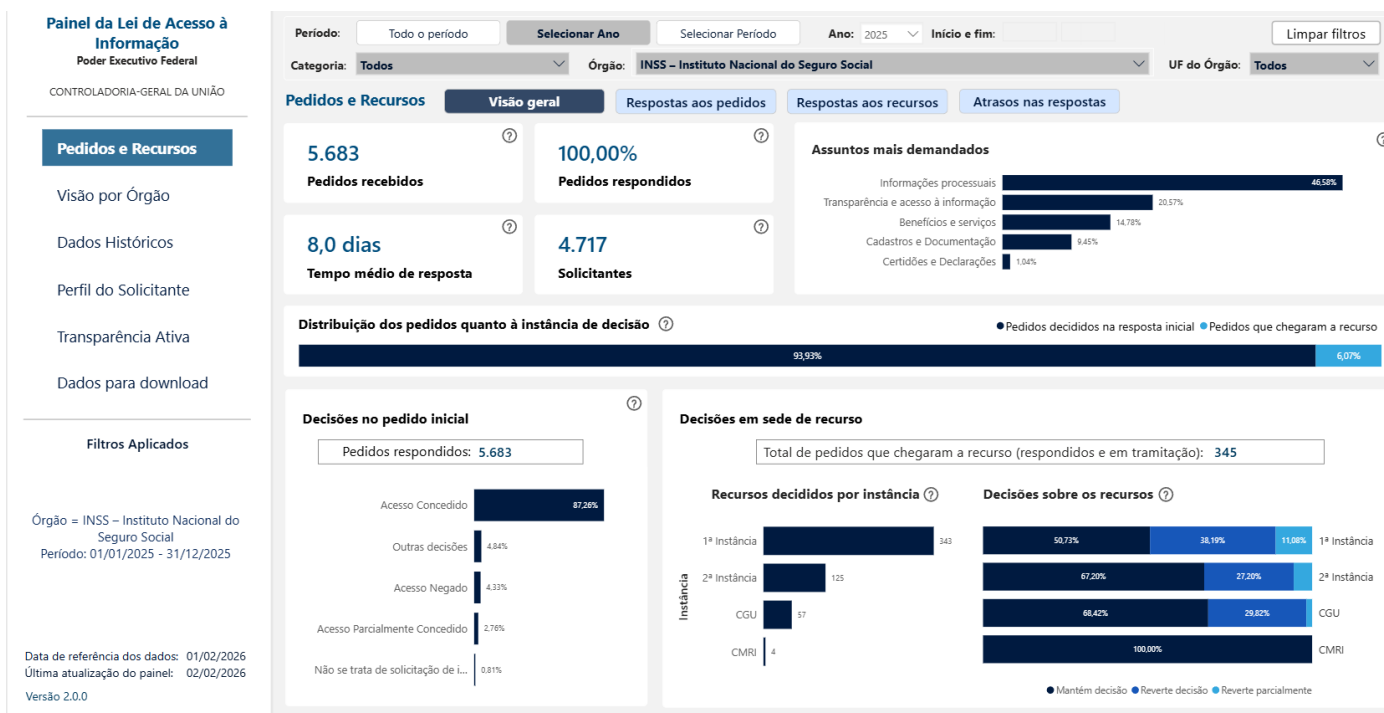 Painel da Lei de Acesso à
Informação
Poder Executivo Federal
CONTROLADORIA-GERAL DA UNIÃO
Pedidos e Recursos
Visão por Órgão
Dados Históricos
Perfil do Solicitante
Transparência Ativa
Dados para download
Filtros Aplicados
Órgão = INSS – Instituto Nacional do
Seguro Social
Período: 01/01/2025 - 31/12/2025
Data de referência dos dados: 01/02/2026
Última atualização do painel: 02/02/2026
Versão 2.0.0
Período: Todo o período Selecionar Ano Selecionar Período Ano: 2025 Início e fim: Limpar filtros
Categoria: Todos Órgão: INSS – Instituto Nacional do Seguro Social UF do Órgão: Todos
Pedidos e Recursos Visão geral Respostas aos pedidos Respostas aos recursos Atrasos nas respostas
5.683
Pedidos recebidos
100,00%
Pedidos respondidos
8,0 dias
Tempo médio de resposta
4.717
Solicitantes
Assuntos mais demandados
Informações processuais 46,58%
Transparência e acesso à informação 20,57%
Benefícios e serviços 14,78%
Cadastros e Documentação 9,45%
Certidões e Declarações 1,04%
Distribuição dos pedidos quanto à instância de decisão
Pedidos decididos na resposta inicial Pedidos que chegaram a recurso
93,93% 6,07%
Decisões no pedido inicial
Pedidos respondidos: 5.683
Acesso Concedido 87,26%
Outras decisões 4,84%
Acesso Negado 4,33%
Acesso Parcialmente Concedido 2,76%
Não se trata de solicitação de i... 0,81%
Decisões em sede de recurso
Total de pedidos que chegaram a recurso (respondidos e em tramitação): 345
Recursos decididos por instância
Instância
1ª Instância 343
2ª Instância 125
CGU 57
CMRI 4
Decisões sobre os recursos
50,73% 38,19% 11,08% 1ª Instância
67,20% 27,20% 2ª Instância
68,42% 29,82% CGU
100,00% CMRI
Mantém decisão Reverte decisão Reverte parcialmente